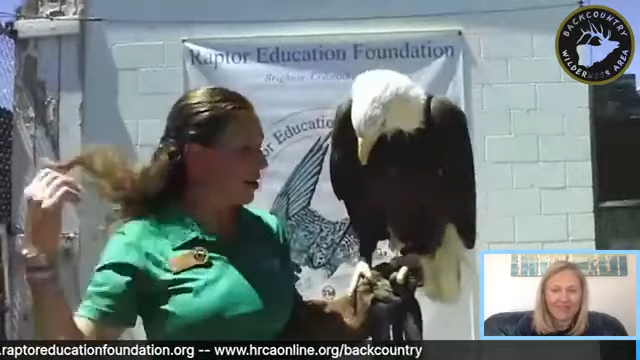 BACKCOUNTRY
WILDERNESS AREA
Raptor Education Foundation
.raptoreducationfoundation.org -- www.hrcaonline.org/backcountry